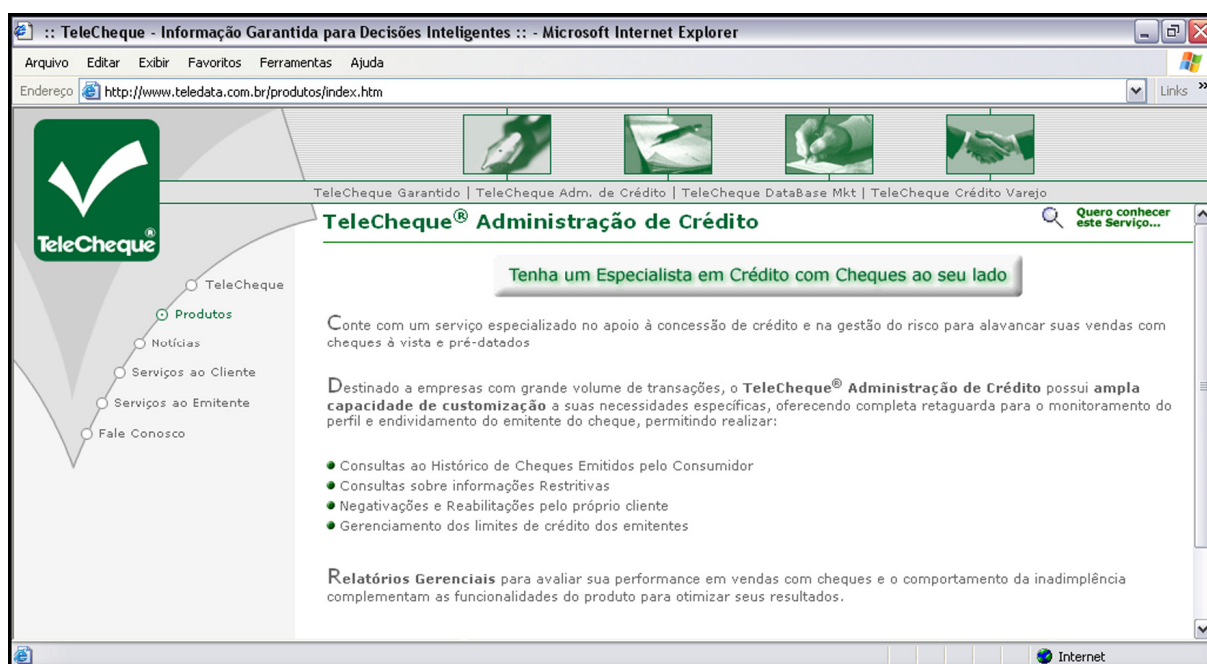 :: TeleCheque - Informação Garantida para Decisões Inteligentes :: - Microsoft Internet Explorer
Arquivo Editar Exibir Favoritos Ferramentas Ajuda
Endereço http://www.teledata.com.br/produtos/index.htm Links »
TeleCheque Garantido | TeleCheque Adm. de Crédito | TeleCheque DataBase Mkt | TeleCheque Crédito Varejo
TeleCheque®
TeleCheque
Produtos
Notícias
Serviços ao Cliente
Serviços ao Emitente
Fale Conosco
TeleCheque® Administração de Crédito
Quero conhecer
este Serviço...
Tenha um Especialista em Crédito com Cheques ao seu lado
Conte com um serviço especializado no apoio à concessão de crédito e na gestão do risco para alavancar suas vendas com
cheques à vista e pré-datados
Destinado a empresas com grande volume de transações, o TeleCheque® Administração de Crédito possui ampla
capacidade de customização a suas necessidades específicas, oferecendo completa retaguarda para o monitoramento do
perfil e endividamento do emitente do cheque, permitindo realizar:
Consultas ao Histórico de Cheques Emitidos pelo Consumidor
Consultas sobre informações Restritivas
Negativações e Reabilitações pelo próprio cliente
Gerenciamento dos limites de crédito dos emitentes
Relatórios Gerenciais para avaliar sua performance em vendas com cheques e o comportamento da inadimplência
complementam as funcionalidades do produto para otimizar seus resultados.
Internet